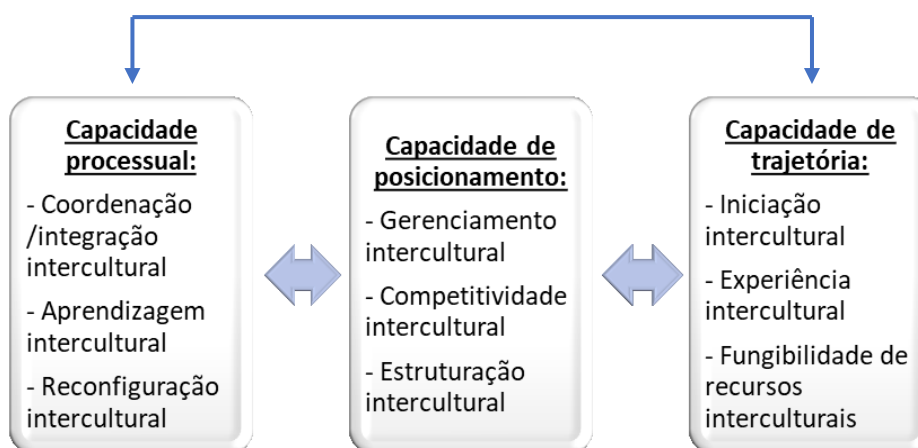 Capacidade
processual:
- Coordenação
/integração
intercultural
- Aprendizagem
intercultural
- Reconfiguração
intercultural
Capacidade de
posicionamento:
- Gerenciamento
intercultural
- Competitividade
intercultural
- Estruturação
intercultural
Capacidade de
trajetória:
- Iniciação
intercultural
- Experiência
intercultural
- Fungibilidade de
recursos
interculturais